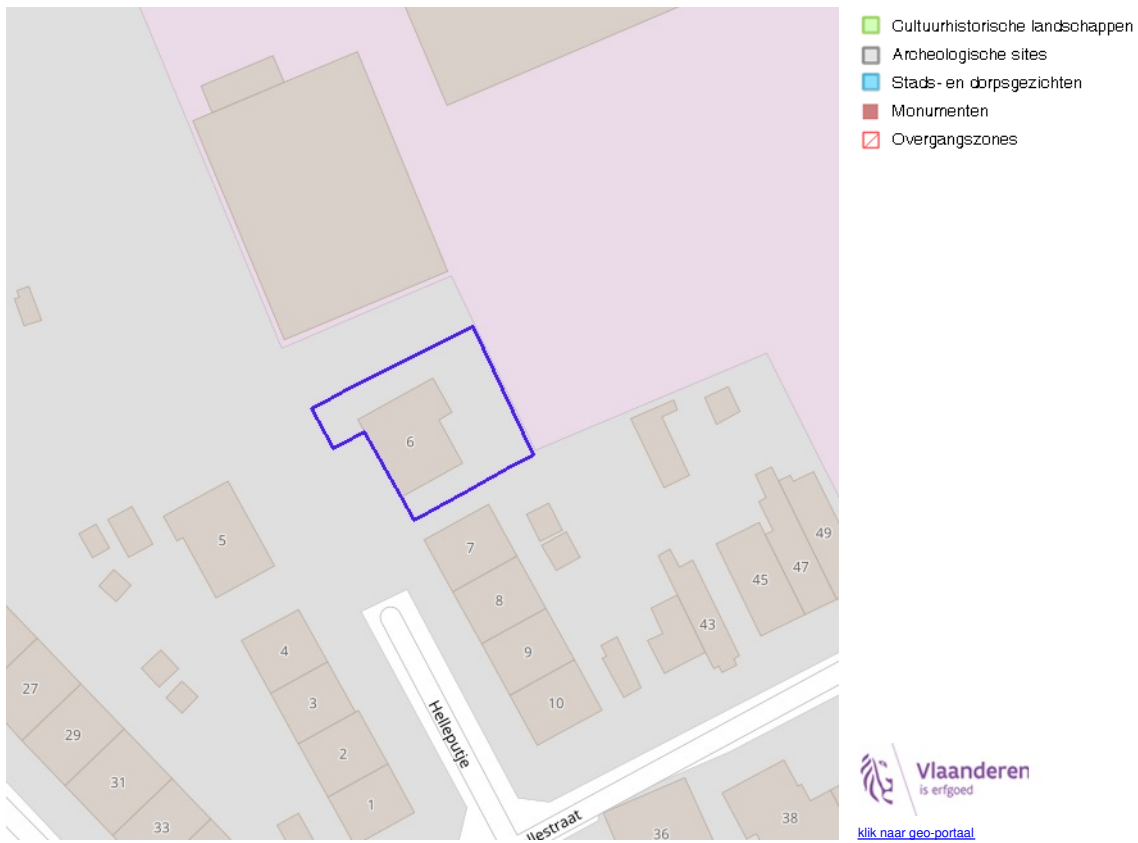 Cultuurhistorische landschappen
Archeologische sites
Stads- en dorpsgezichten
Monumenten
Overgangszones
6
5
7
8
9
10
4
3
2
1
27
29
31
33
43
45
47
49
36
38
Helleputje
llestraat
Vlaanderen
is erfgoed
klik naar geo-portaal